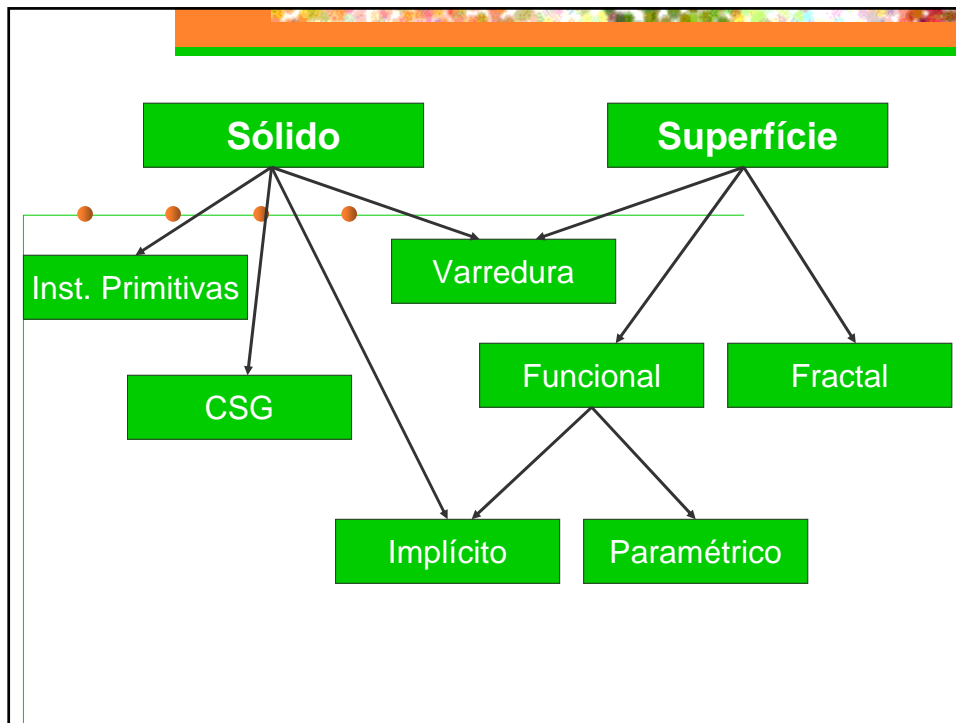 Sólido
Superfície
Inst. Primitivas
Varredura
CSG
Funcional
Fractal
Implícito
Paramétrico